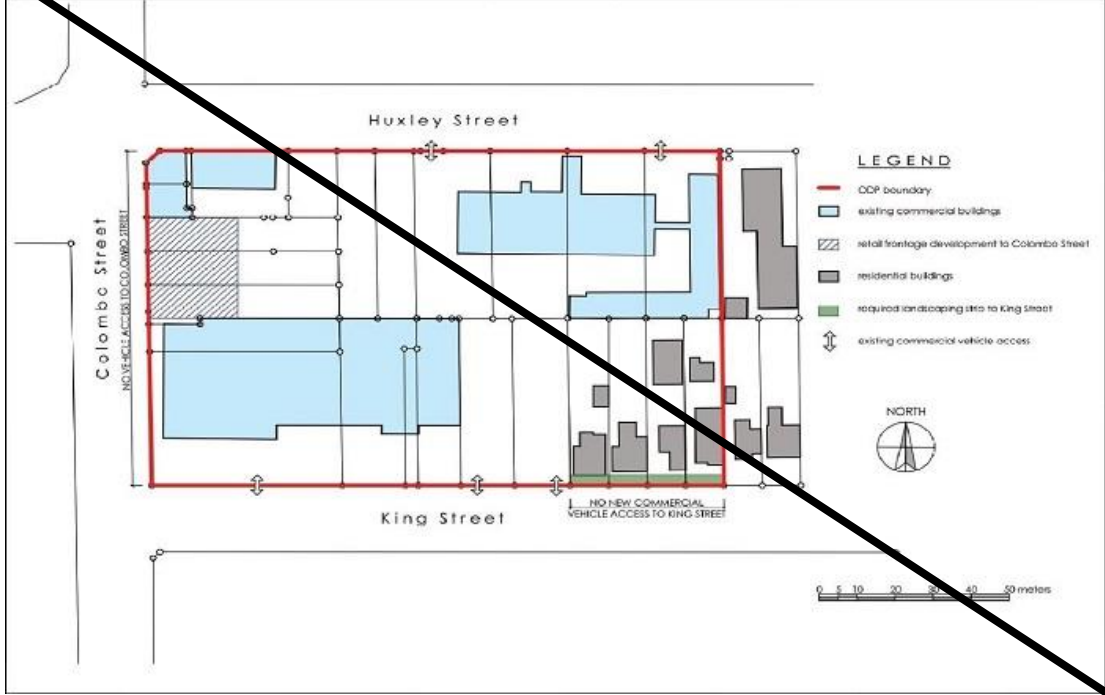 Huxley Street
LEGEND
ODP boundary
existing commercial buildings
retail frontage development to Colombo Street
residential buildings
required landscaping strip to King Street
existing commercial vehicle access
Colombo Street
NO VEHICLE ACCESS TO COLOMBO STREET
NORTH
NO NEW COMMERCIAL
VEHICLE ACCESS TO KING STREET
King Street
0 5 10 20 30 40 50 meters